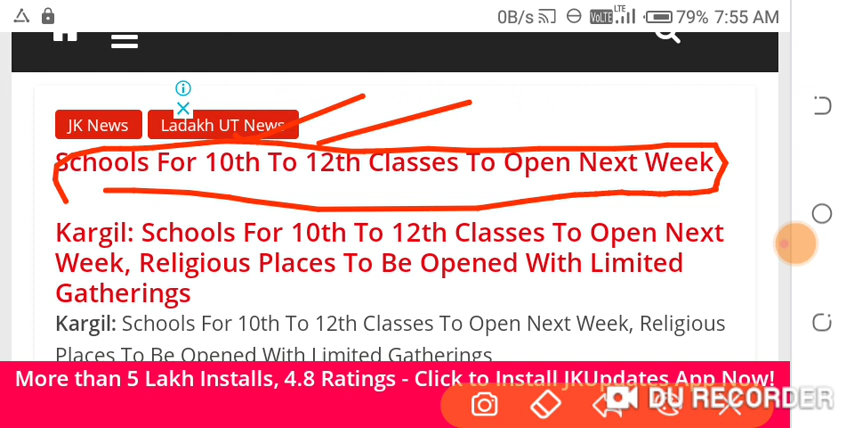 0B/s VoLTE LTE 79% 7:55 AM
JK News Ladakh UT News
Schools For 10th To 12th Classes To Open Next Week
Kargil: Schools For 10th To 12th Classes To Open Next
Week, Religious Places To Be Opened With Limited
Gatherings
Kargil: Schools For 10th To 12th Classes To Open Next Week, Religious
Places To Be Opened With Limited Gatherings
More than 5 Lakh Installs, 4.8 Ratings - Click to Install JKUpdates App Now!
DU RECORDER